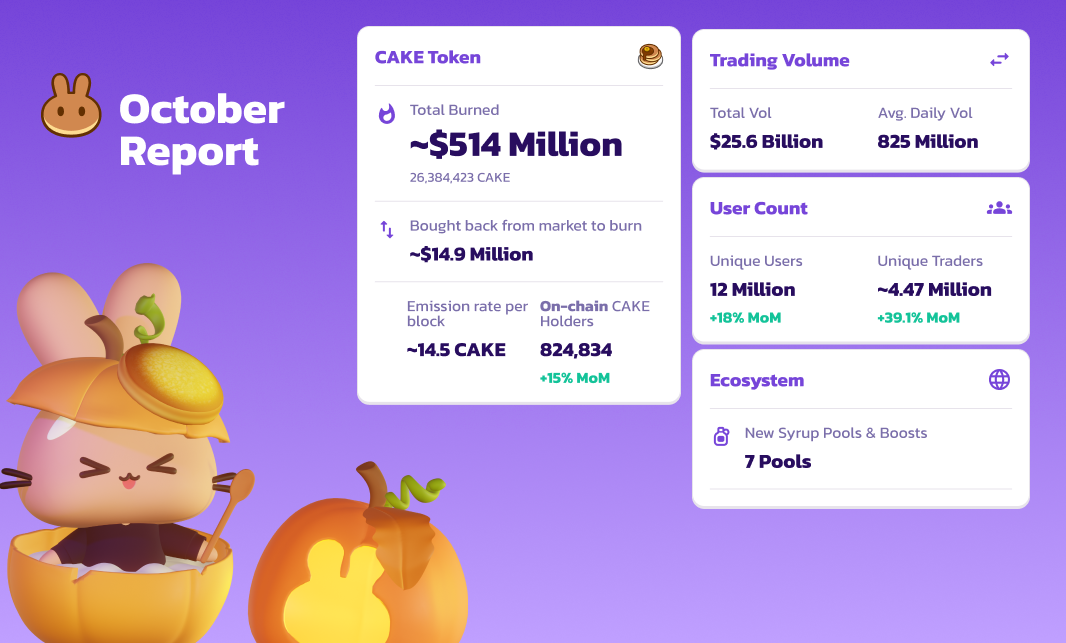 October
Report
CAKE Token
Total Burned
~$514 Million
26,384,423 CAKE
Bought back from market to burn
~$14.9 Million
Emission rate per
block
~14.5 CAKE
On-chain CAKE
Holders
824,834
+15% MoM
Trading Volume
Total Vol
$25.6 Billion
Avg. Daily Vol
825 Million
User Count
Unique Users
12 Million
+18% MoM
Unique Traders
~4.47 Million
+39.1% MoM
Ecosystem
New Syrup Pools & Boosts
7 Pools